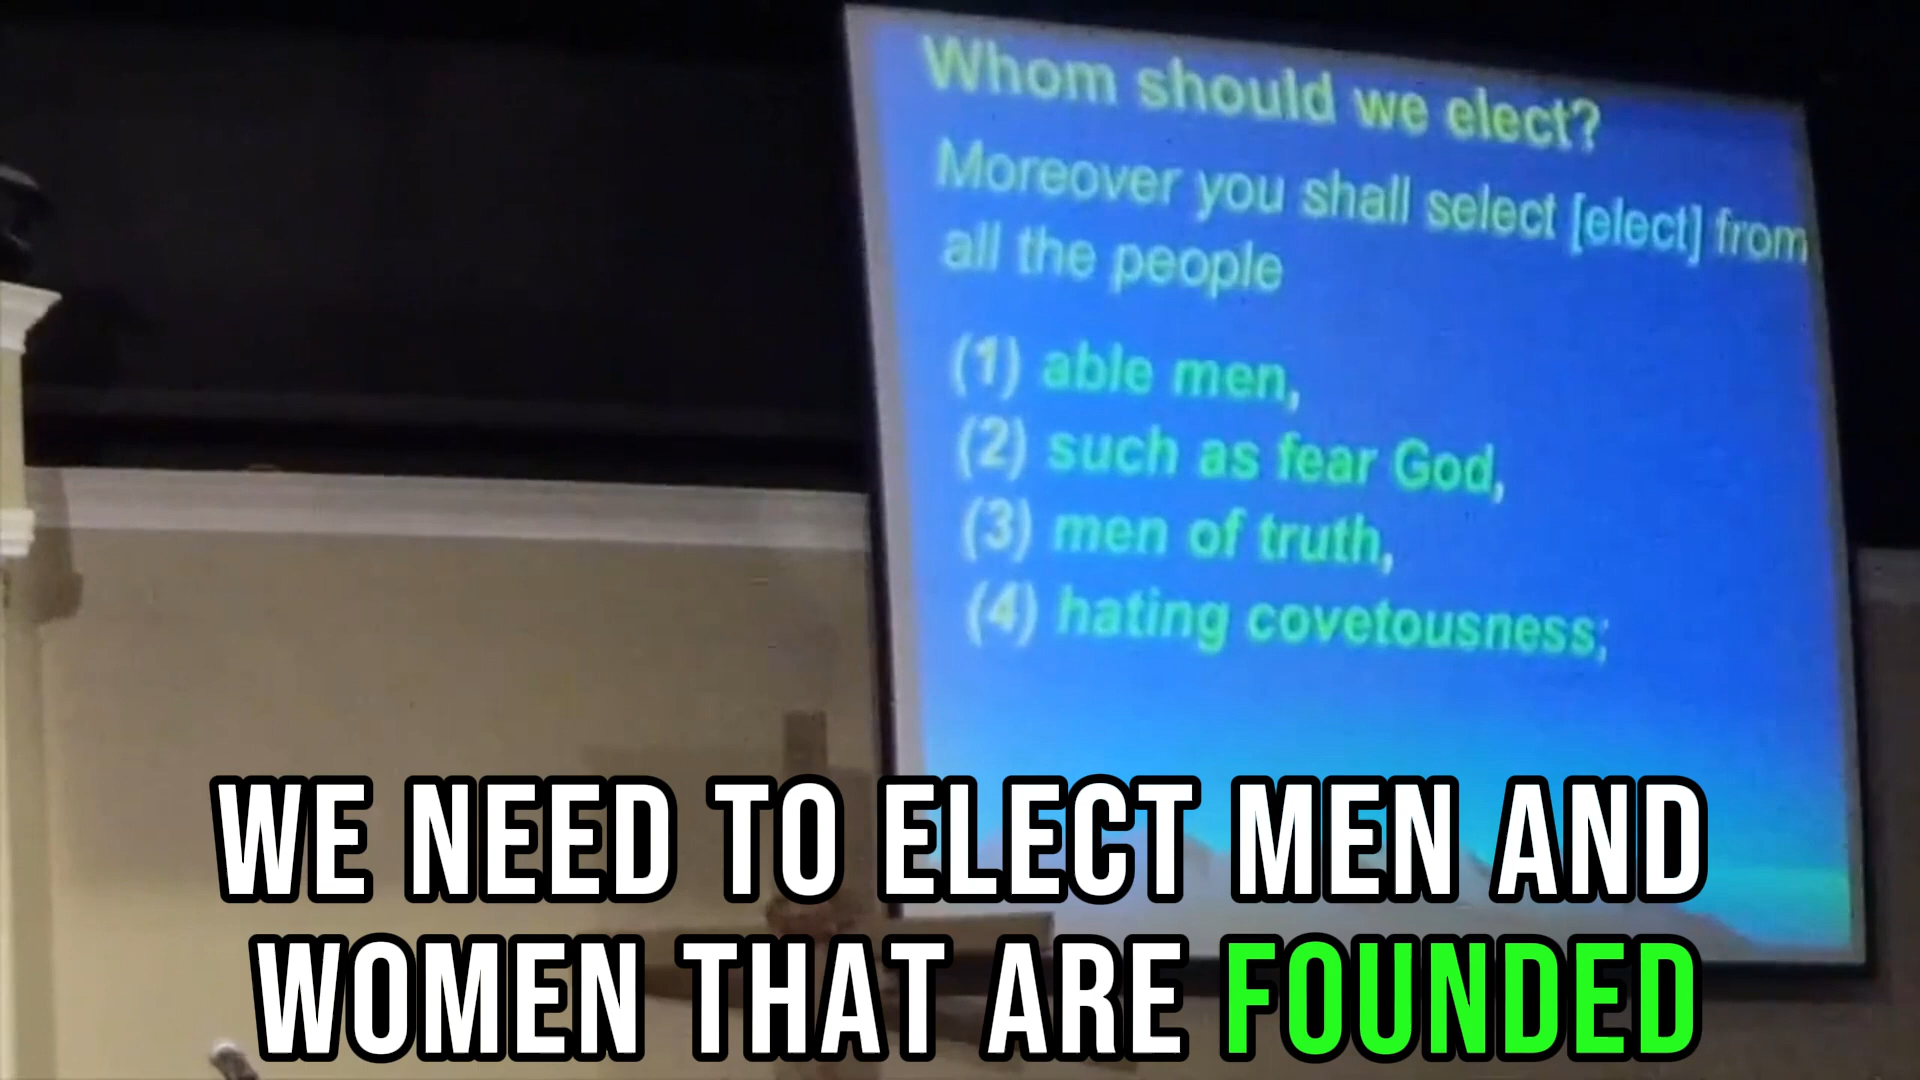 Whom should we elect?
Moreover you shall select [elect] from
all the people
(1) able men,
(2) such as fear God,
(3) men of truth,
(4) hating covetousness;
WE NEED TO ELECT MEN AND
WOMEN THAT ARE FOUNDED